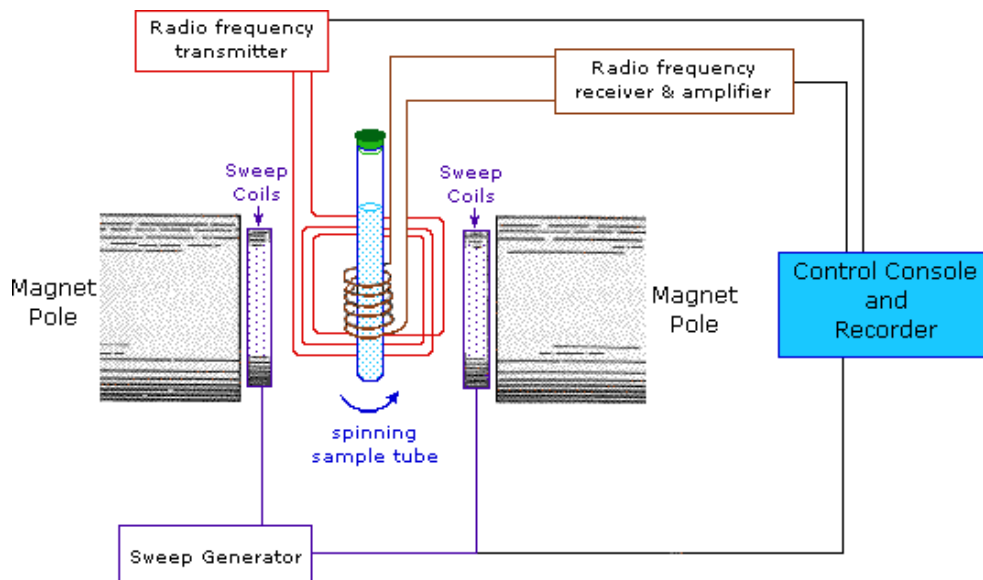 Radio frequency
transmitter
Radio frequency
receiver & amplifier
Sweep
Coils
Sweep
Coils
Magnet
Pole
Magnet
Pole
Control Console
and
Recorder
spinning
sample tube
Sweep Generator